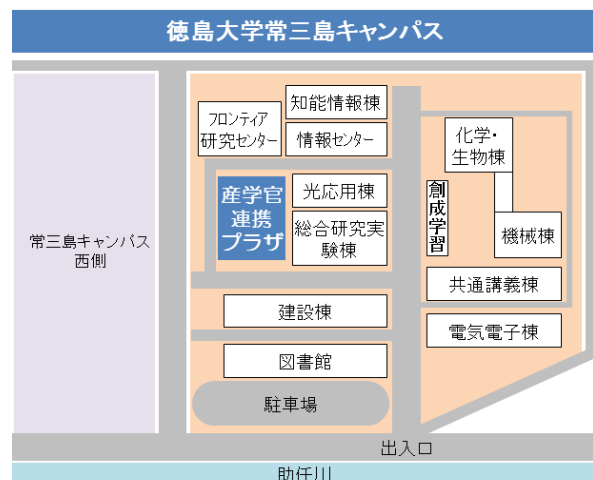 徳島大学常三島キャンパス
知能情報棟
フロンティア
研究センター
情報センター
化学・
生物棟
産学官
連携
プラザ
光応用棟
総合研究実
験棟
創成学習
機械棟
常三島キャンパス
西側
共通講義棟
建設棟
電気電子棟
図書館
駐車場
出入口
助任川